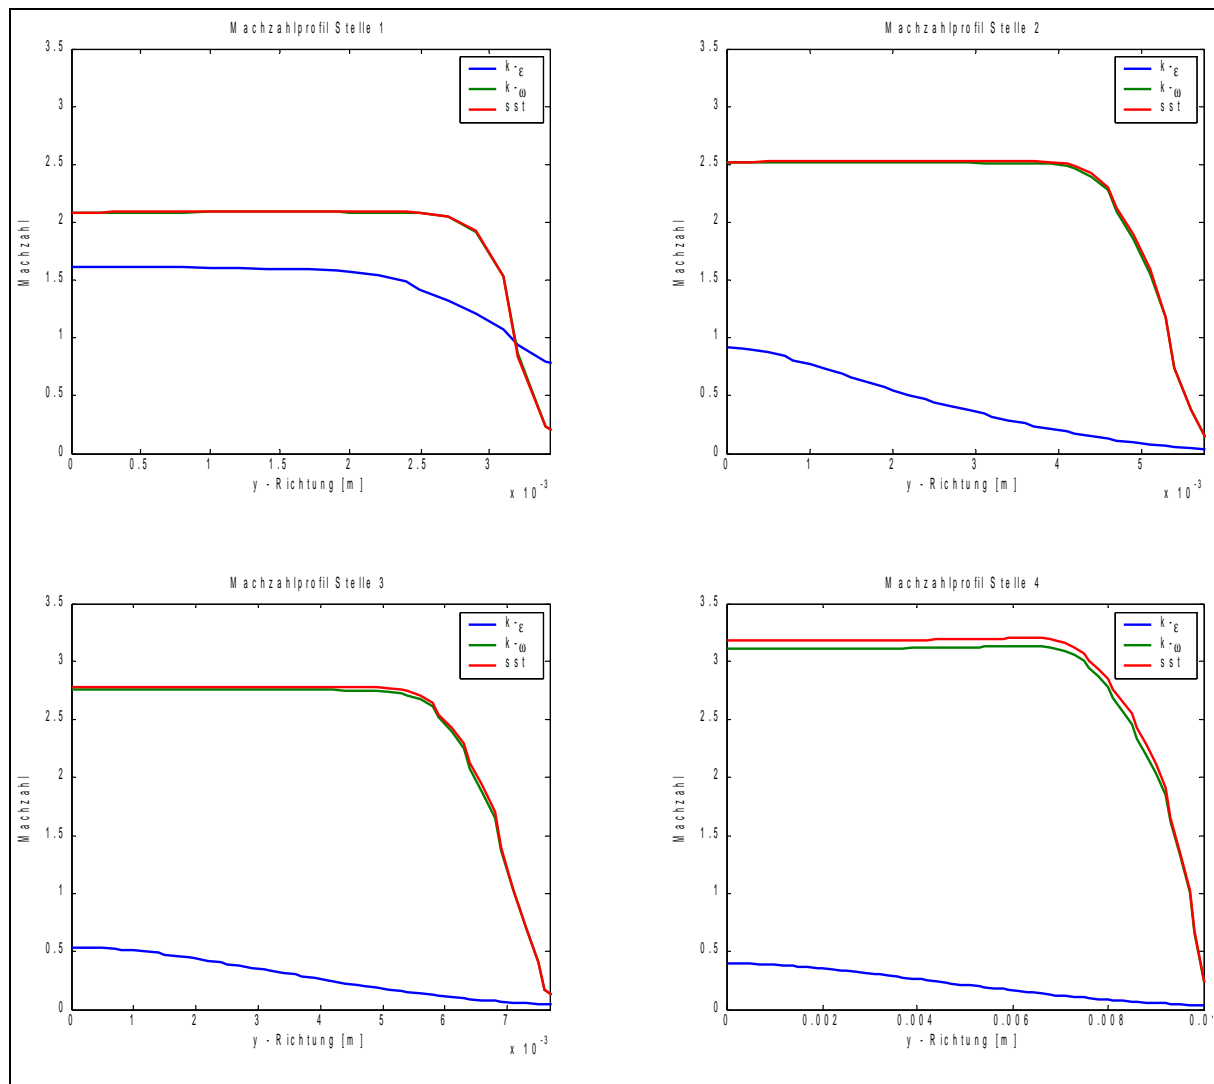 Machzahlprofil Stelle 1
3.5
3
2.5
2
1.5
1
0.5
0
Machzahl
k-ε
k-ω
sst
0 0.5 1 1.5 2 2.5 3
y-Richtung [m]
x 10⁻³
Machzahlprofil Stelle 2
3.5
3
2.5
2
1.5
1
0.5
0
Machzahl
k-ε
k-ω
sst
0 1 2 3 4 5
y-Richtung [m]
x 10⁻³
Machzahlprofil Stelle 3
3.5
3
2.5
2
1.5
1
0.5
0
Machzahl
k-ε
k-ω
sst
0 1 2 3 4 5 6 7
y-Richtung [m]
x 10⁻³
Machzahlprofil Stelle 4
3.5
3
2.5
2
1.5
1
0.5
0
Machzahl
k-ε
k-ω
sst
0 0.002 0.004 0.006 0.008 0.01
y-Richtung [m]